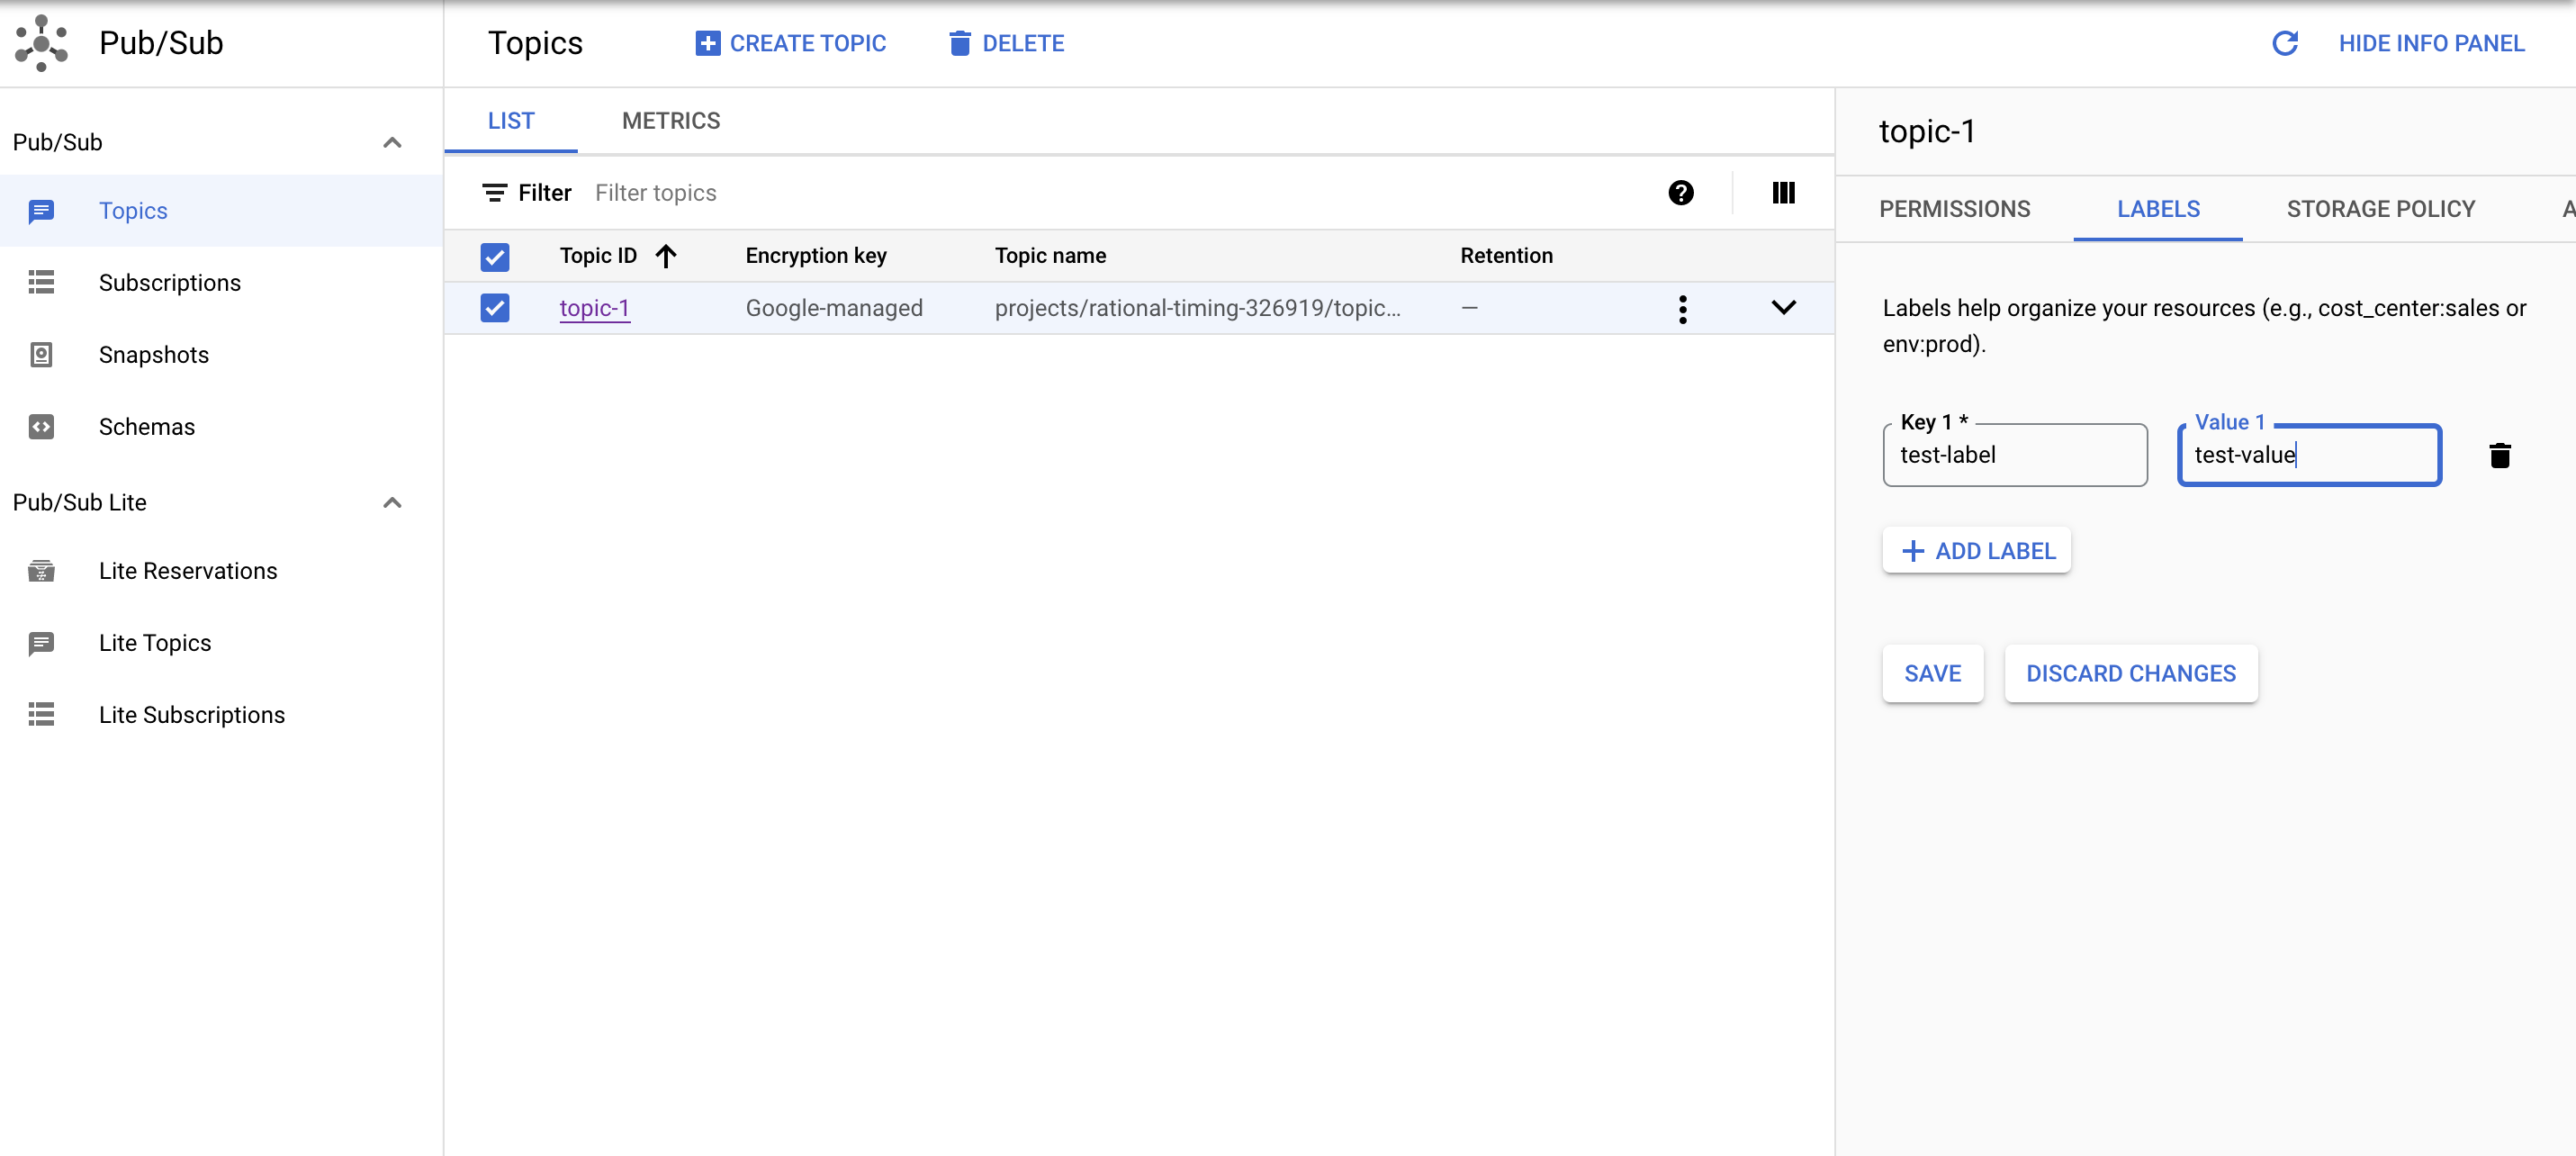 Pub/Sub
Topics
CREATE TOPIC
DELETE
HIDE INFO PANEL
Pub/Sub
Topics
Subscriptions
Snapshots
Schemas
Pub/Sub Lite
Lite Reservations
Lite Topics
Lite Subscriptions
LIST METRICS
Filter Filter topics
Topic ID Encryption key Topic name Retention
topic-1 Google-managed projects/rational-timing-326919/topic... —
topic-1
PERMISSIONS LABELS STORAGE POLICY A
Labels help organize your resources (e.g., cost_center:sales or
env:prod).
Key 1 * Value 1
test-label test-value
ADD LABEL
SAVE DISCARD CHANGES